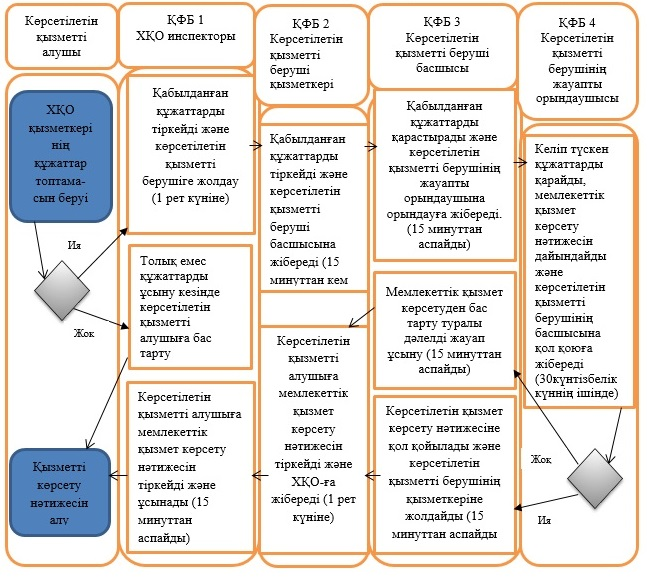 Көрсетілетін
қызметті
алушы
ҚФБ 1
ХҚО инспекторы
ҚФБ 2
Көрсетілетін
қызметті
беруші
қызметкері
ҚФБ 3
Көрсетілетін
қызметті беруші
басшысы
ҚФБ 4
Көрсетілетін
қызметті
берушінің
жауапты
орындаушысы
ХҚО
қызметкері
нің
құжаттар
топтама-
сын беруі
Ия
Жок
Қызметті
көрсету
нәтижесін
алу
Қабылданған
құжаттарды
тіркейді және
көрсетілетін
қызметті
берушіге жолдау
(1 рет күніне)
Толық емес
құжаттарды
ұсыну кезінде
көрсетілетін
қызметті
алушыға бас
тарту
Көрсетілетін
қызметті алушыға
мемлекеттік
қызмет көрсету
нәтижесін
тіркейді және
ұсынады (15
минуттан
аспайды)
Қабылданған
құжаттарды
тіркейді және
көрсетілетін
қызметті
беруші
басшысына
жібереді (15
минуттан кем
Көрсетілетін
қызметті
алушыға
мемлекеттік
қызмет
көрсету
нәтижесін
тіркейді және
ХҚО-ға
жібереді (1 рет
күніне)
Қабылданған
құжаттарды
қарастырады және
көрсетілетін
қызметті берушінің
жауапты
орындаушына
орындауға жібереді.
(15 минуттан
аспайды)
Мемлекеттік қызмет
көрсетуден бас
тарту туралы
дәлелді жауап
ұсыну (15 минуттан
аспайды)
Көрсетілетін қызмет
көрсету нәтижесіне
қол қойылады және
көрсетілетін
қызметті берушінің
қызметкеріне
жолдайды (15
минуттан аспайды
Келіп түскен
құжаттарды
қарайды,
мемлекеттік
қызмет
көрсету
нәтижесін
дайындайды
және
көрсетілетін
қызметті
берушінің
басшысына
қол қоюға
жібереді
(30күнтізбелік
күннің ішінде)
Жоқ
Ия